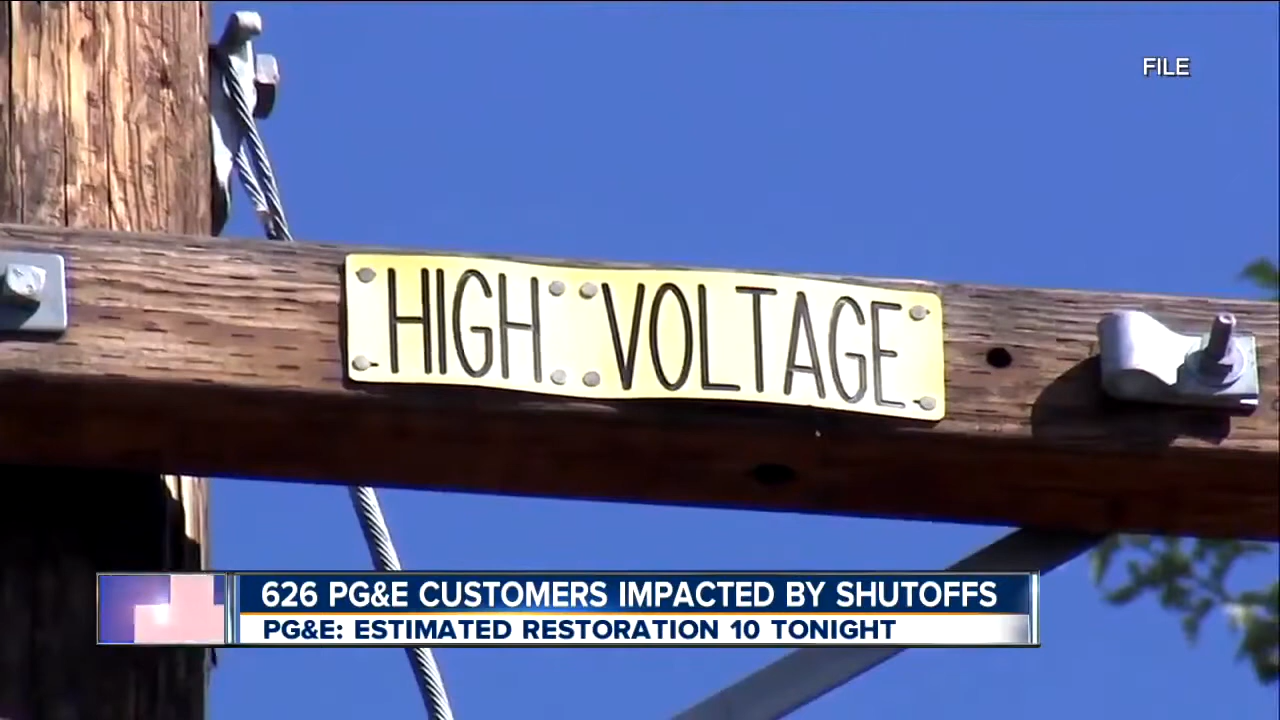 FILE
HIGH VOLTAGE
626 PG&E CUSTOMERS IMPACTED BY SHUTOFFS
PG&E: ESTIMATED RESTORATION 10 TONIGHT